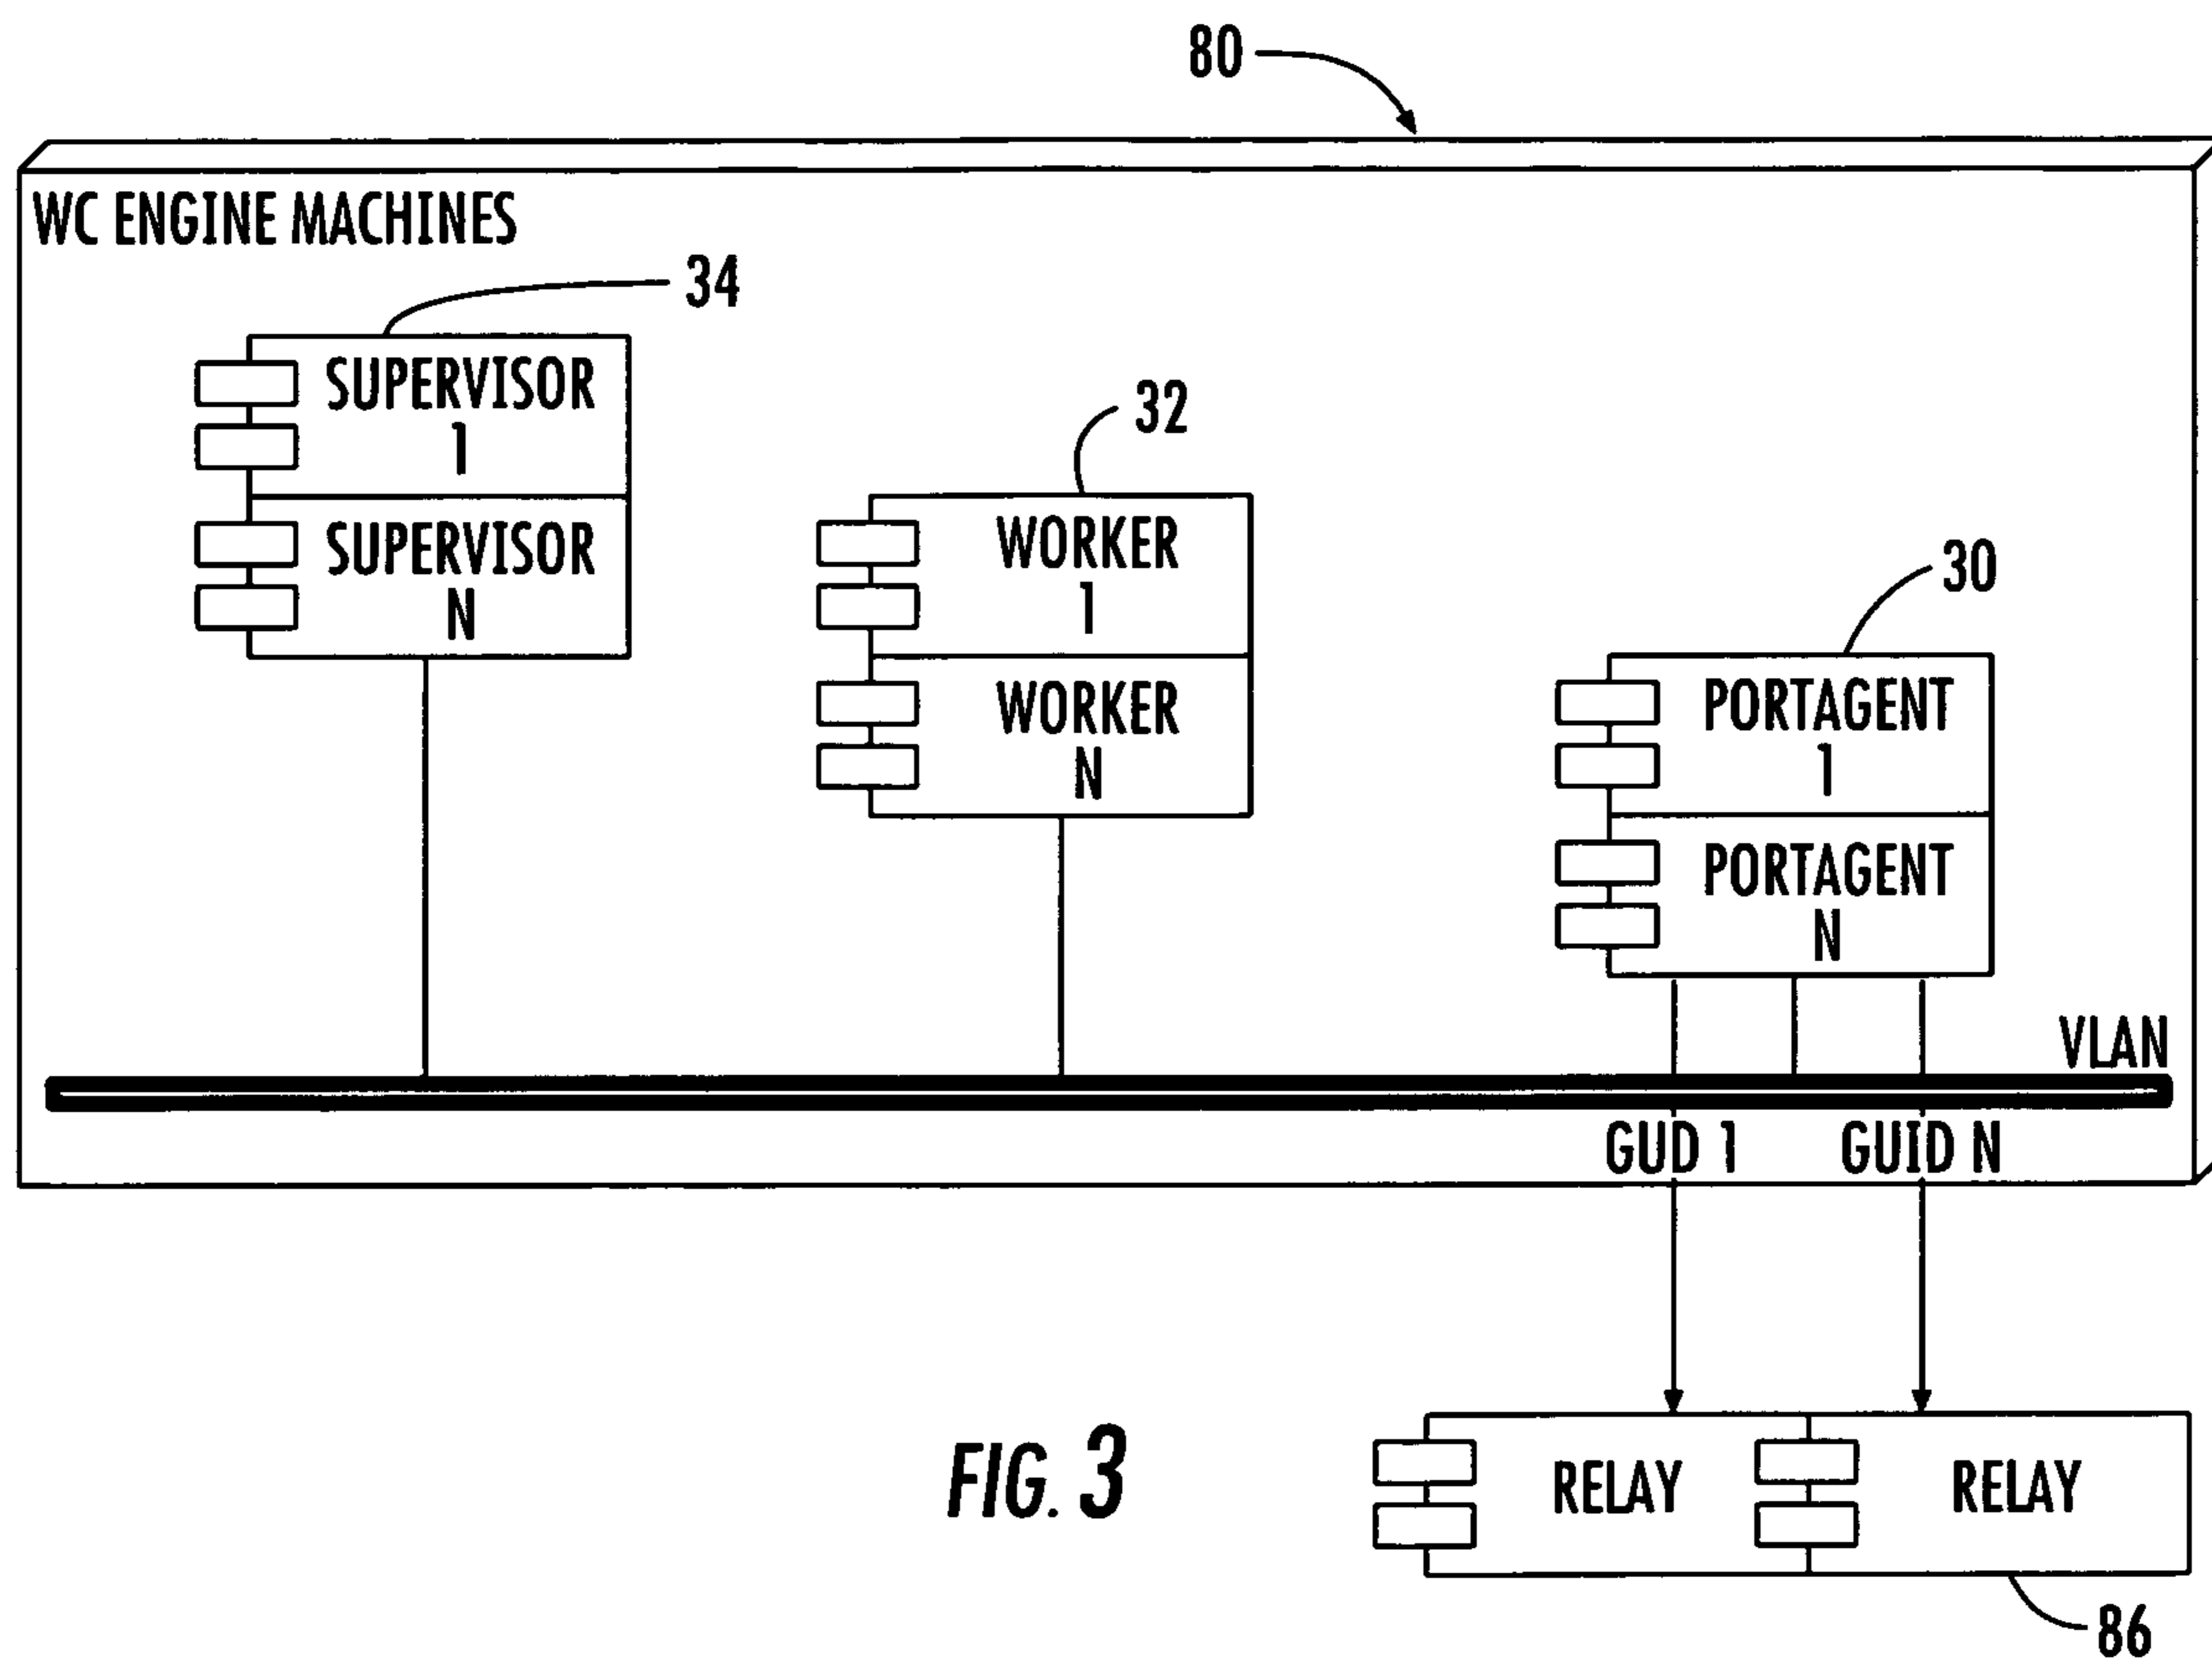 80
WC ENGINE MACHINES
34
SUPERVISOR
1
SUPERVISOR
N
32
WORKER
1
WORKER
N
30
PORTAGENT
1
PORTAGENT
N
VLAN
GUD 1 GUID N
FIG. 3
RELAY RELAY
86